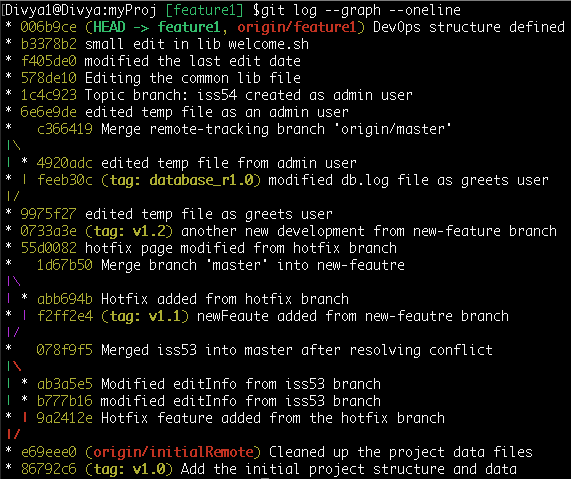 [Divya1@Divya:myProj [feature1] $git log --graph --oneline
* 006b9ce (HEAD -> feature1, origin/feature1) DevOps structure defined
* b3378b2 small edit in lib welcome.sh
* f405de0 modified the last edit date
* 578de10 Editing the common lib file
* 1c4c923 Topic branch: iss54 created as admin user
* 6e6e9de edited temp file as an admin user
*   c366419 Merge remote-tracking branch 'origin/master'
|\
| * 4920adc edited temp file from admin user
* | feeb30c (tag: database_r1.0) modified db.log file as greets user
|/
* 9975f27 edited temp file as greets user
* 0733a3e (tag: v1.2) another new development from new-feature branch
* 55d0082 hotfix page modified from hotfix branch
*   1d67b50 Merge branch 'master' into new-feautre
|\
| * abb694b Hotfix added from hotfix branch
* | f2ff2e4 (tag: v1.1) newFeaute added from new-feautre branch
|/
*   078f9f5 Merged iss53 into master after resolving conflict
|\
| * ab3a5e5 Modified editInfo from iss53 branch
| * b777b16 modified editInfo from iss53 branch
* | 9a2412e Hotfix feature added from the hotfix branch
|/
* e69eee0 (origin/initialRemote) Cleaned up the project data files
* 86792c6 (tag: v1.0) Add the initial project structure and data